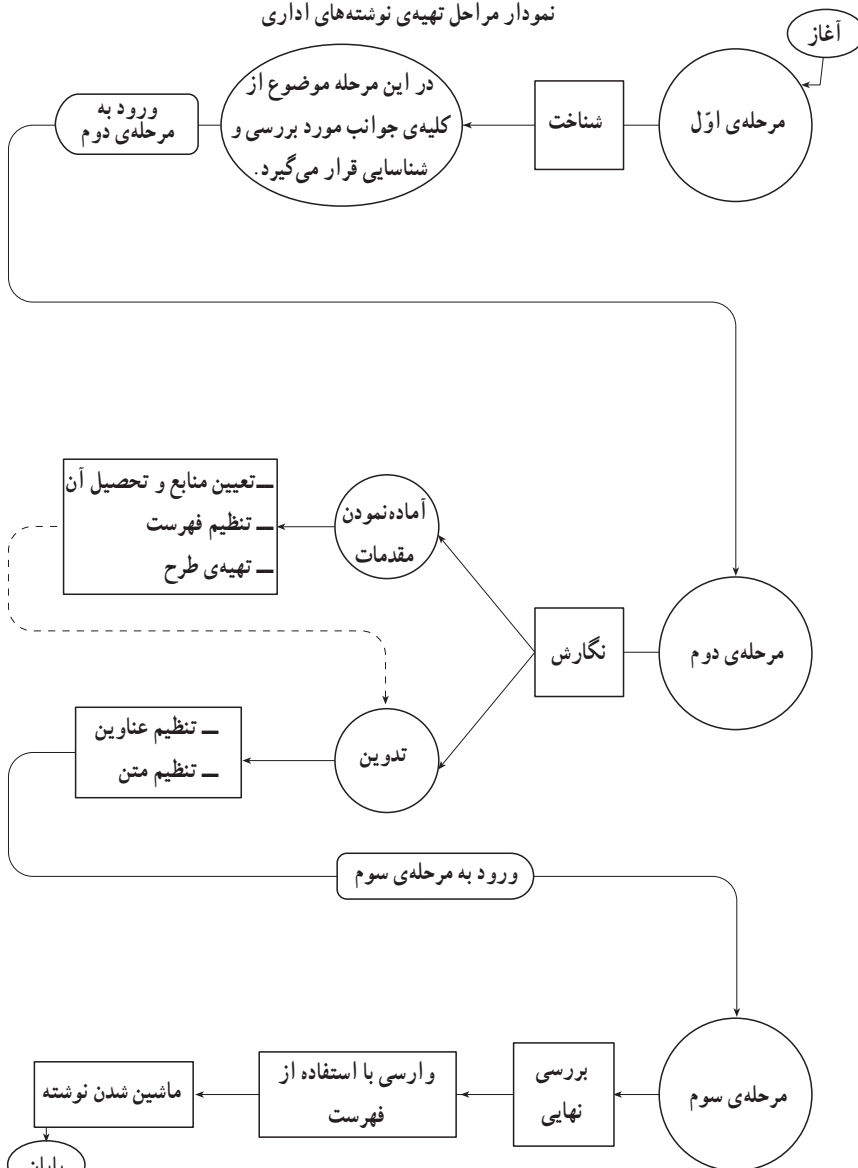 نمودار مراحل تهیه‌ی نوشته‌های اداری
آغاز
مرحله‌ی اوّل
شناخت
در این مرحله موضوع از
کلیه‌ی جوانب مورد بررسی و
شناسایی قرار می‌گیرد.
ورود به
مرحله‌ی دوم
مرحله‌ی دوم
نگارش
آماده‌نمودن
مقدمات
ــ تعیین منابع و تحصیل آن
ــ تنظیم فهرست
ــ تهیه‌ی طرح
تدوین
ــ تنظیم عناوین
ــ تنظیم متن
ورود به مرحله‌ی سوم
مرحله‌ی سوم
بررسی
نهایی
وارسی با استفاده از
فهرست
ماشین شدن نوشته
پایان